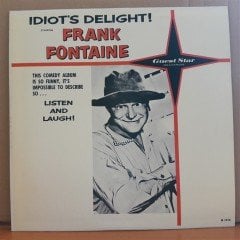 IDIOT'S DELIGHT!
FRANK FONTAINE
Guest Star
THIS COMEDY ALBUM
IS SO FUNNY, IT'S
IMPOSSIBLE TO DESCRIBE
SO . . .
LISTEN
AND
LAUGH!